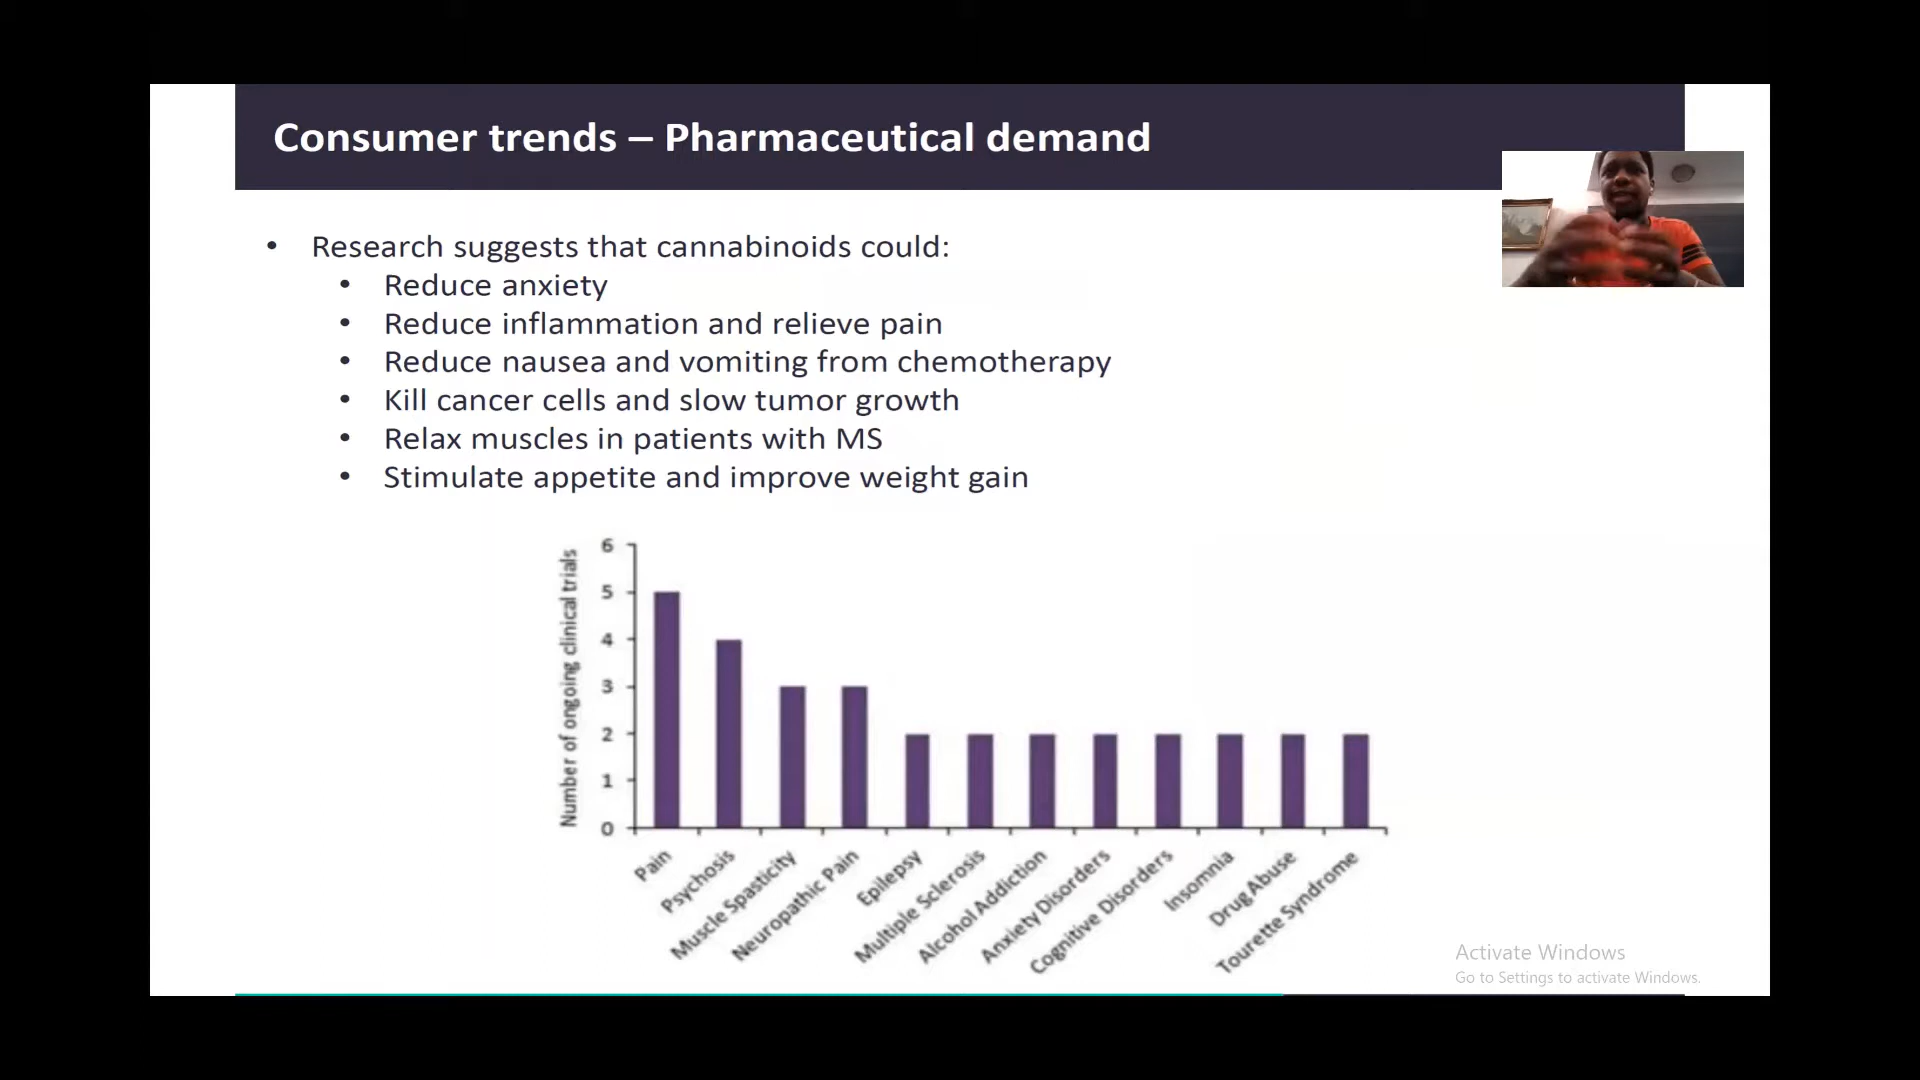 Consumer trends – Pharmaceutical demand
• Research suggests that cannabinoids could:
• Reduce anxiety
• Reduce inflammation and relieve pain
• Reduce nausea and vomiting from chemotherapy
• Kill cancer cells and slow tumor growth
• Relax muscles in patients with MS
• Stimulate appetite and improve weight gain
Number of ongoing clinical trials
6
5
4
3
2
1
0
Pain
Psychosis
Muscle Spasticity
Neuropathic Pain
Epilepsy
Multiple Sclerosis
Alcohol Addiction
Anxiety Disorders
Cognitive Disorders
Insomnia
Drug Abuse
Tourette Syndrome
Activate Windows
Go to Settings to activate Windows.